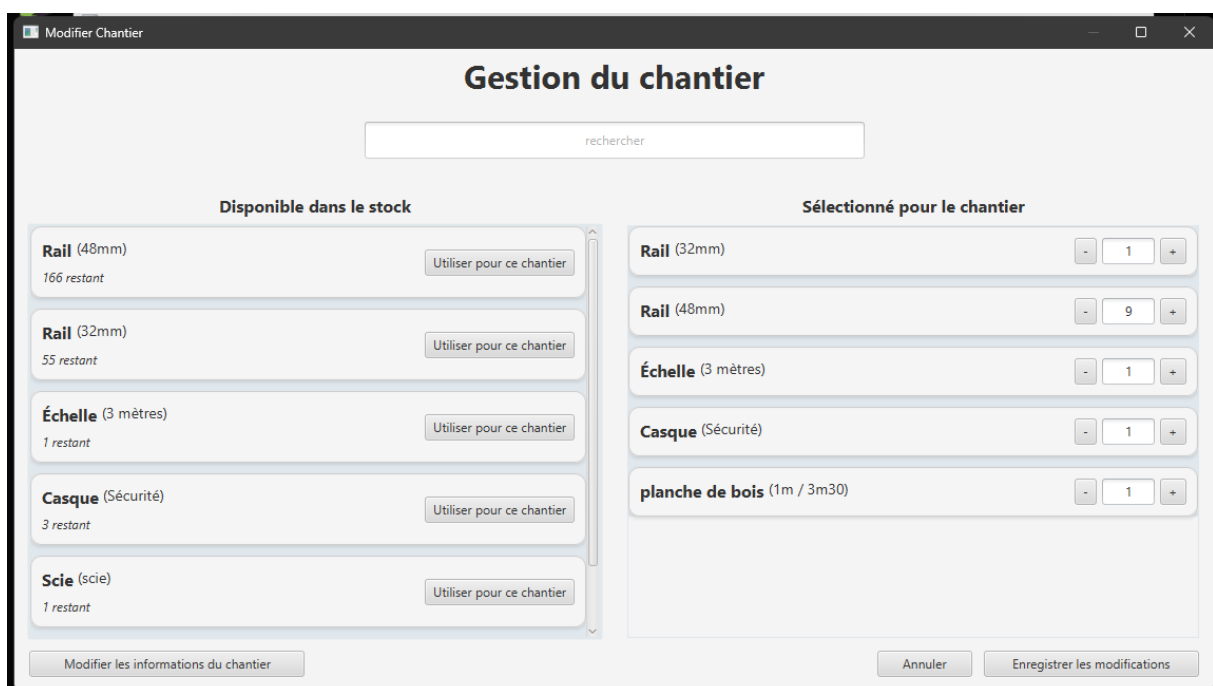 Modifier Chantier
Gestion du chantier
rechercher
Disponible dans le stock
Rail (48mm)
166 restant
Utiliser pour ce chantier
Rail (32mm)
55 restant
Utiliser pour ce chantier
Échelle (3 mètres)
1 restant
Utiliser pour ce chantier
Casque (Sécurité)
3 restant
Utiliser pour ce chantier
Scie (scie)
1 restant
Utiliser pour ce chantier
Sélectionné pour le chantier
Rail (32mm) - 1 +
Rail (48mm) - 9 +
Échelle (3 mètres) - 1 +
Casque (Sécurité) - 1 +
planche de bois (1m / 3m30) - 1 +
Modifier les informations du chantier
Annuler
Enregistrer les modifications